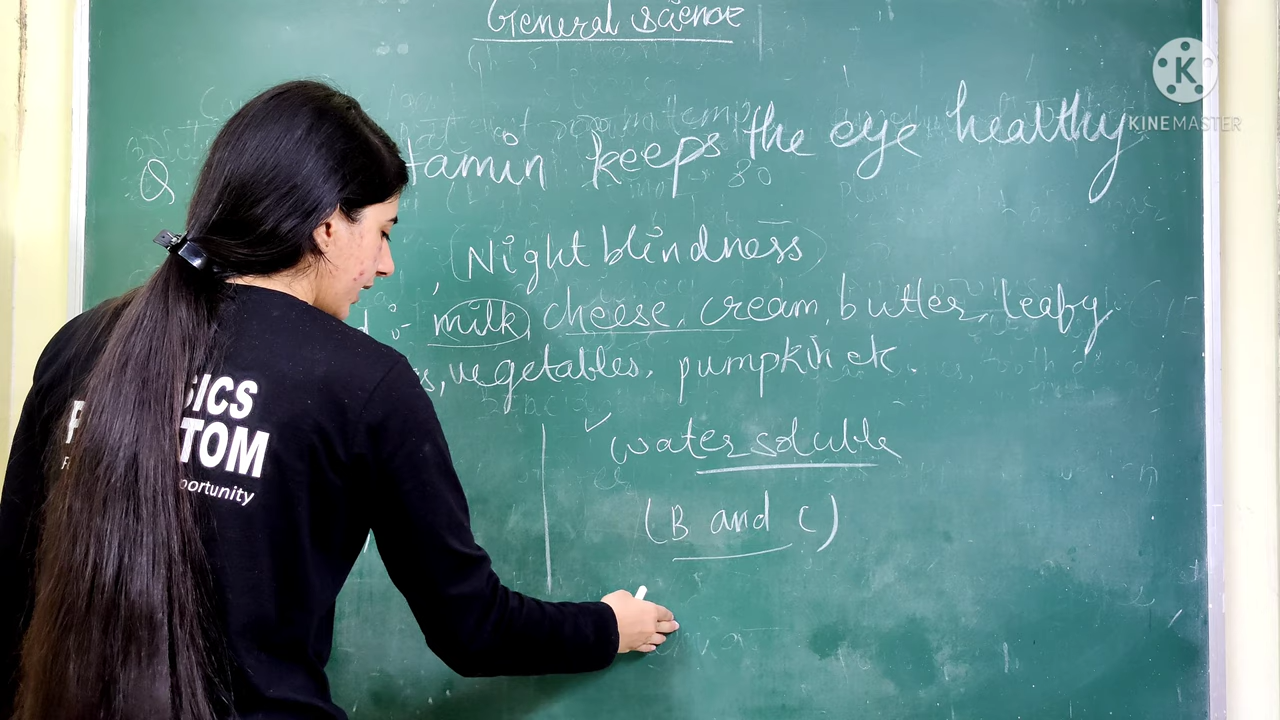 General science
Q tamin keeps the eye healthy
(Night blindness)
milk, cheese, cream, butter, leafy
s, vegetables, pumpkin etc.
water soluble
(B and C)
SICS
TOM
portunity
KINEMASTER